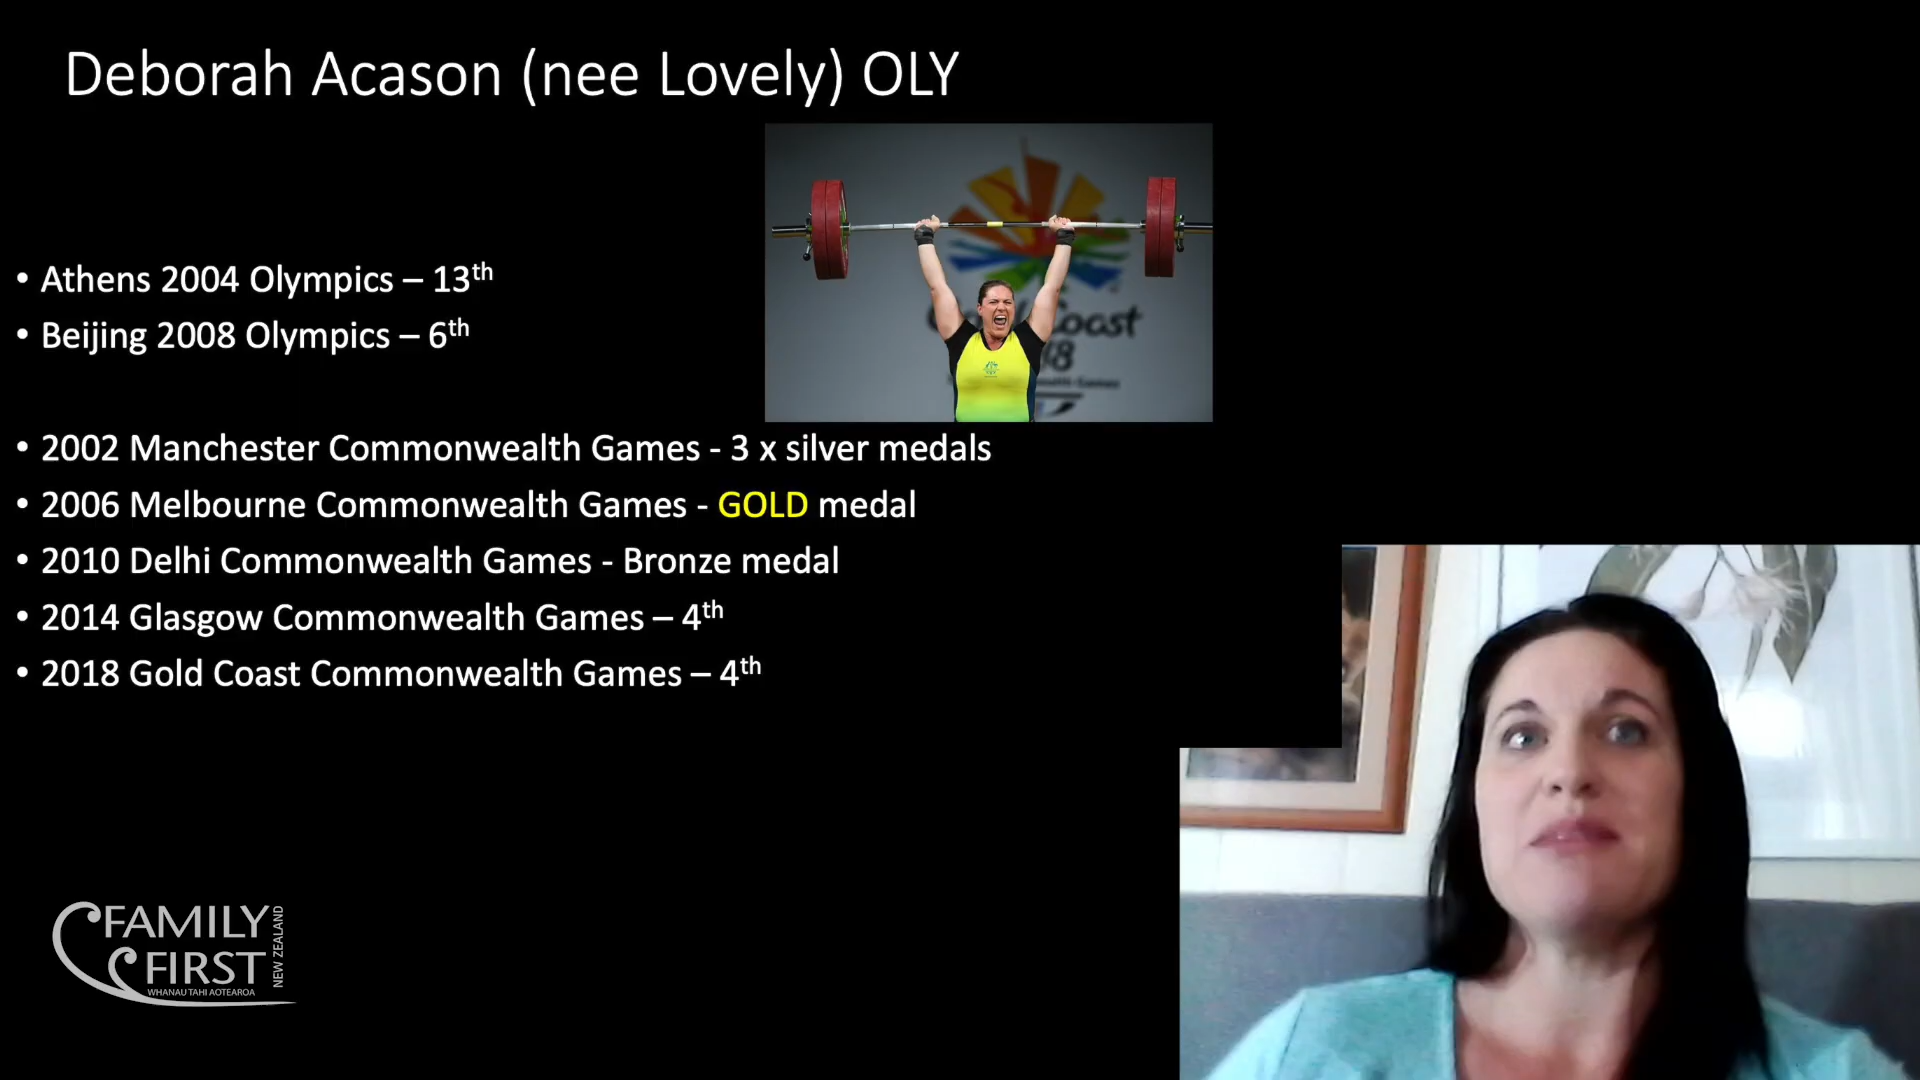 Deborah Acason (nee Lovely) OLY
Coast
18
• Athens 2004 Olympics – 13th
• Beijing 2008 Olympics – 6th
• 2002 Manchester Commonwealth Games - 3 x silver medals
• 2006 Melbourne Commonwealth Games - GOLD medal
• 2010 Delhi Commonwealth Games - Bronze medal
• 2014 Glasgow Commonwealth Games – 4th
• 2018 Gold Coast Commonwealth Games – 4th
FAMILY
FIRST
NEW ZEALAND
WHANAU TAHI AOTEAROA